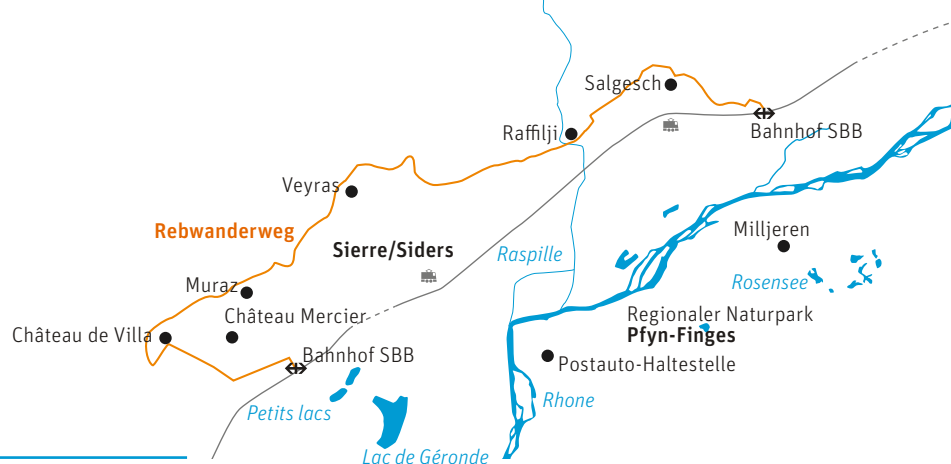 Salgesch
Raffilji
Bahnhof SBB
Veyras
Rebwanderweg
Sierre/Siders
Milljeren
Raspille
Rosensee
Muraz
Château Mercier
Regionaler Naturpark
Pfyn-Finges
Château de Villa
Bahnhof SBB
Postauto-Haltestelle
Petits lacs
Rhone
Lac de Géronde